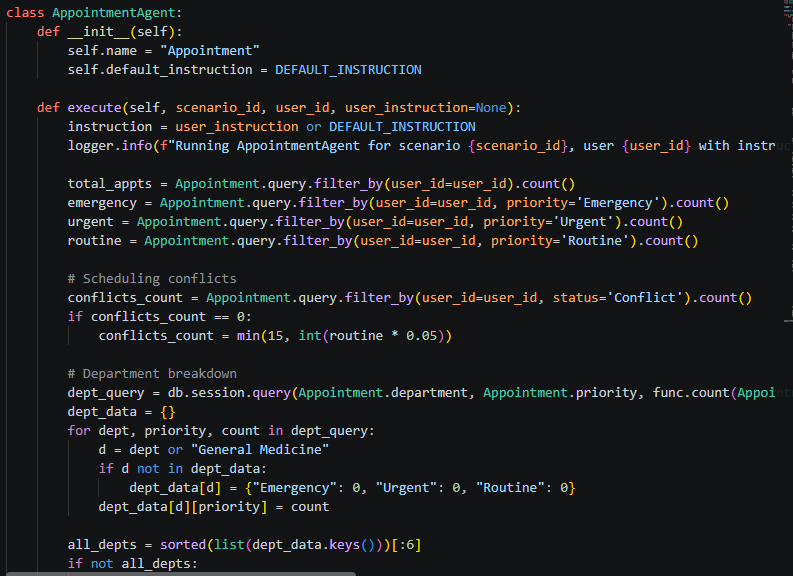 class AppointmentAgent:
    def __init__(self):
        self.name = "Appointment"
        self.default_instruction = DEFAULT_INSTRUCTION

    def execute(self, scenario_id, user_id, user_instruction=None):
        instruction = user_instruction or DEFAULT_INSTRUCTION
        logger.info(f"Running AppointmentAgent for scenario {scenario_id}, user {user_id} with instruc

        total_appts = Appointment.query.filter_by(user_id=user_id).count()
        emergency = Appointment.query.filter_by(user_id=user_id, priority='Emergency').count()
        urgent = Appointment.query.filter_by(user_id=user_id, priority='Urgent').count()
        routine = Appointment.query.filter_by(user_id=user_id, priority='Routine').count()

        # Scheduling conflicts
        conflicts_count = Appointment.query.filter_by(user_id=user_id, status='Conflict').count()
        if conflicts_count == 0:
            conflicts_count = min(15, int(routine * 0.05))

        # Department breakdown
        dept_query = db.session.query(Appointment.department, Appointment.priority, func.count(Appoint
        dept_data = {}
        for dept, priority, count in dept_query:
            d = dept or "General Medicine"
            if d not in dept_data:
                dept_data[d] = {"Emergency": 0, "Urgent": 0, "Routine": 0}
            dept_data[d][priority] = count

        all_depts = sorted(list(dept_data.keys()))[:6]
        if not all_depts: